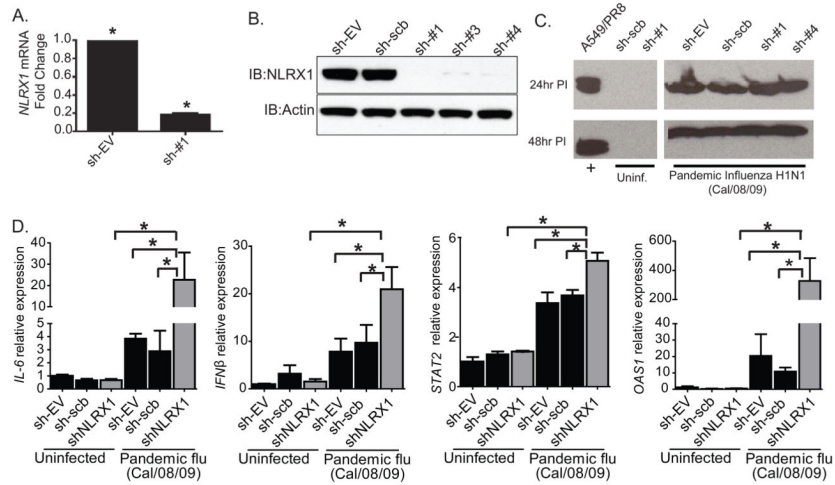 A.
NLRX1 mRNA
Fold Change
1.0
0.8
0.6
0.4
0.2
0.0
*
*
sh-EV
sh-#1
B.
sh-EV
sh-scb
sh-#1
sh-#3
sh-#4
IB:NLRX1
IB:Actin
C.
A549/PR8
sh-scb
sh-#1
sh-EV
sh-scb
sh-#1
sh-#4
24hr PI
48hr PI
+
Uninf.
Pandemic Influenza H1N1
(Cal/08/09)
D.
IL-6 relative expression
40
30
20
10
5
4
3
2
1
0
*
*
*
sh-EV
sh-scb
shNLRX1
sh-EV
sh-scb
shNLRX1
Uninfected
Pandemic flu
(Cal/08/09)
IFNβ relative expression
30
20
10
0
*
*
*
sh-EV
sh-scb
shNLRX1
sh-EV
sh-scb
shNLRX1
Uninfected
Pandemic flu
(Cal/08/09)
STAT2 relative expression
6
4
2
0
*
*
*
sh-EV
sh-scb
shNLRX1
sh-EV
sh-scb
shNLRX1
Uninfected
Pandemic flu
(Cal/08/09)
OAS1 relative expression
600
400
200
40
30
20
10
0
*
*
*
sh-EV
sh-scb
shNLRX1
sh-EV
sh-scb
shNLRX1
Uninfected
Pandemic flu
(Cal/08/09)